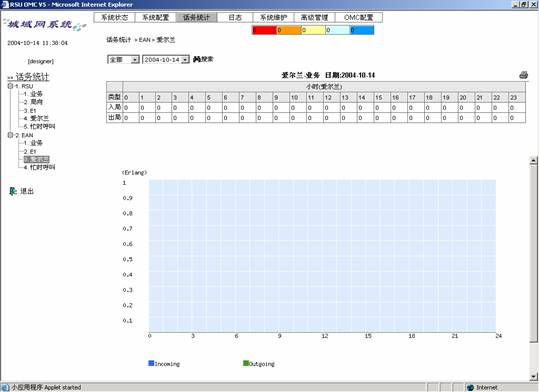 RSU OMC V5 - Microsoft Internet Explorer
城域网系统
系统状态 系统配置 话务统计 日志 系统维护 高级管理 OMC配置
0 0 0 0 0
2004-10-14 11:38:04
话务统计 > EAN > 爱尔兰
[designer]
全部 2004-10-14 搜索
话务统计
爱尔兰:业务 日期:2004-10-14
1. RSU
1. 业务
2. 局向
3. E1
4. 爱尔兰
5. 忙时呼叫
2. EAN
1. 业务
2. E1
3. 爱尔兰
4. 忙时呼叫
退出
小时(爱尔兰)
类型 0 1 2 3 4 5 6 7 8 9 10 11 12 13 14 15 16 17 18 19 20 21 22 23
入局 0 0 0 0 0 0 0 0 0 0 0 0 0 0 0 0 0 0 0 0 0 0 0 0
出局 0 0 0 0 0 0 0 0 0 0 0 0 0 0 0 0 0 0 0 0 0 0 0 0
(Erlang)
1
0.9
0.8
0.7
0.6
0.5
0.4
0.3
0.2
0.1
0 3 6 9 12 15 18 21 24
Incoming Outgoing
小应用程序 Applet started Internet